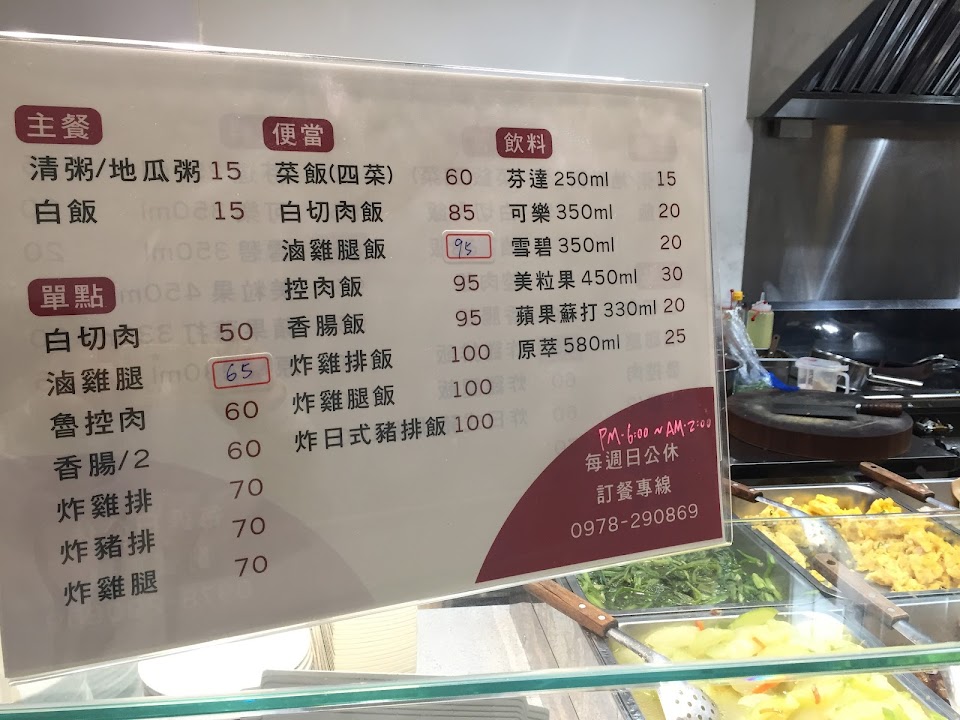 主餐
清粥/地瓜粥 15
白飯 15
單點
白切肉 50
滷雞腿 65
魯控肉 60
香腸/2 60
炸雞排 70
炸豬排 70
炸雞腿 70
便當
菜飯(四菜) 60
白切肉飯 85
滷雞腿飯 95
控肉飯 95
香腸飯 95
炸雞排飯 100
炸雞腿飯 100
炸日式豬排飯 100
飲料
芬達 250ml 15
可樂 350ml 20
雪碧 350ml 20
美粒果 450ml 30
蘋果蘇打 330ml 20
原萃 580ml 25
PM.6:00~AM.2:00
每週日公休
訂餐專線
0978-290869